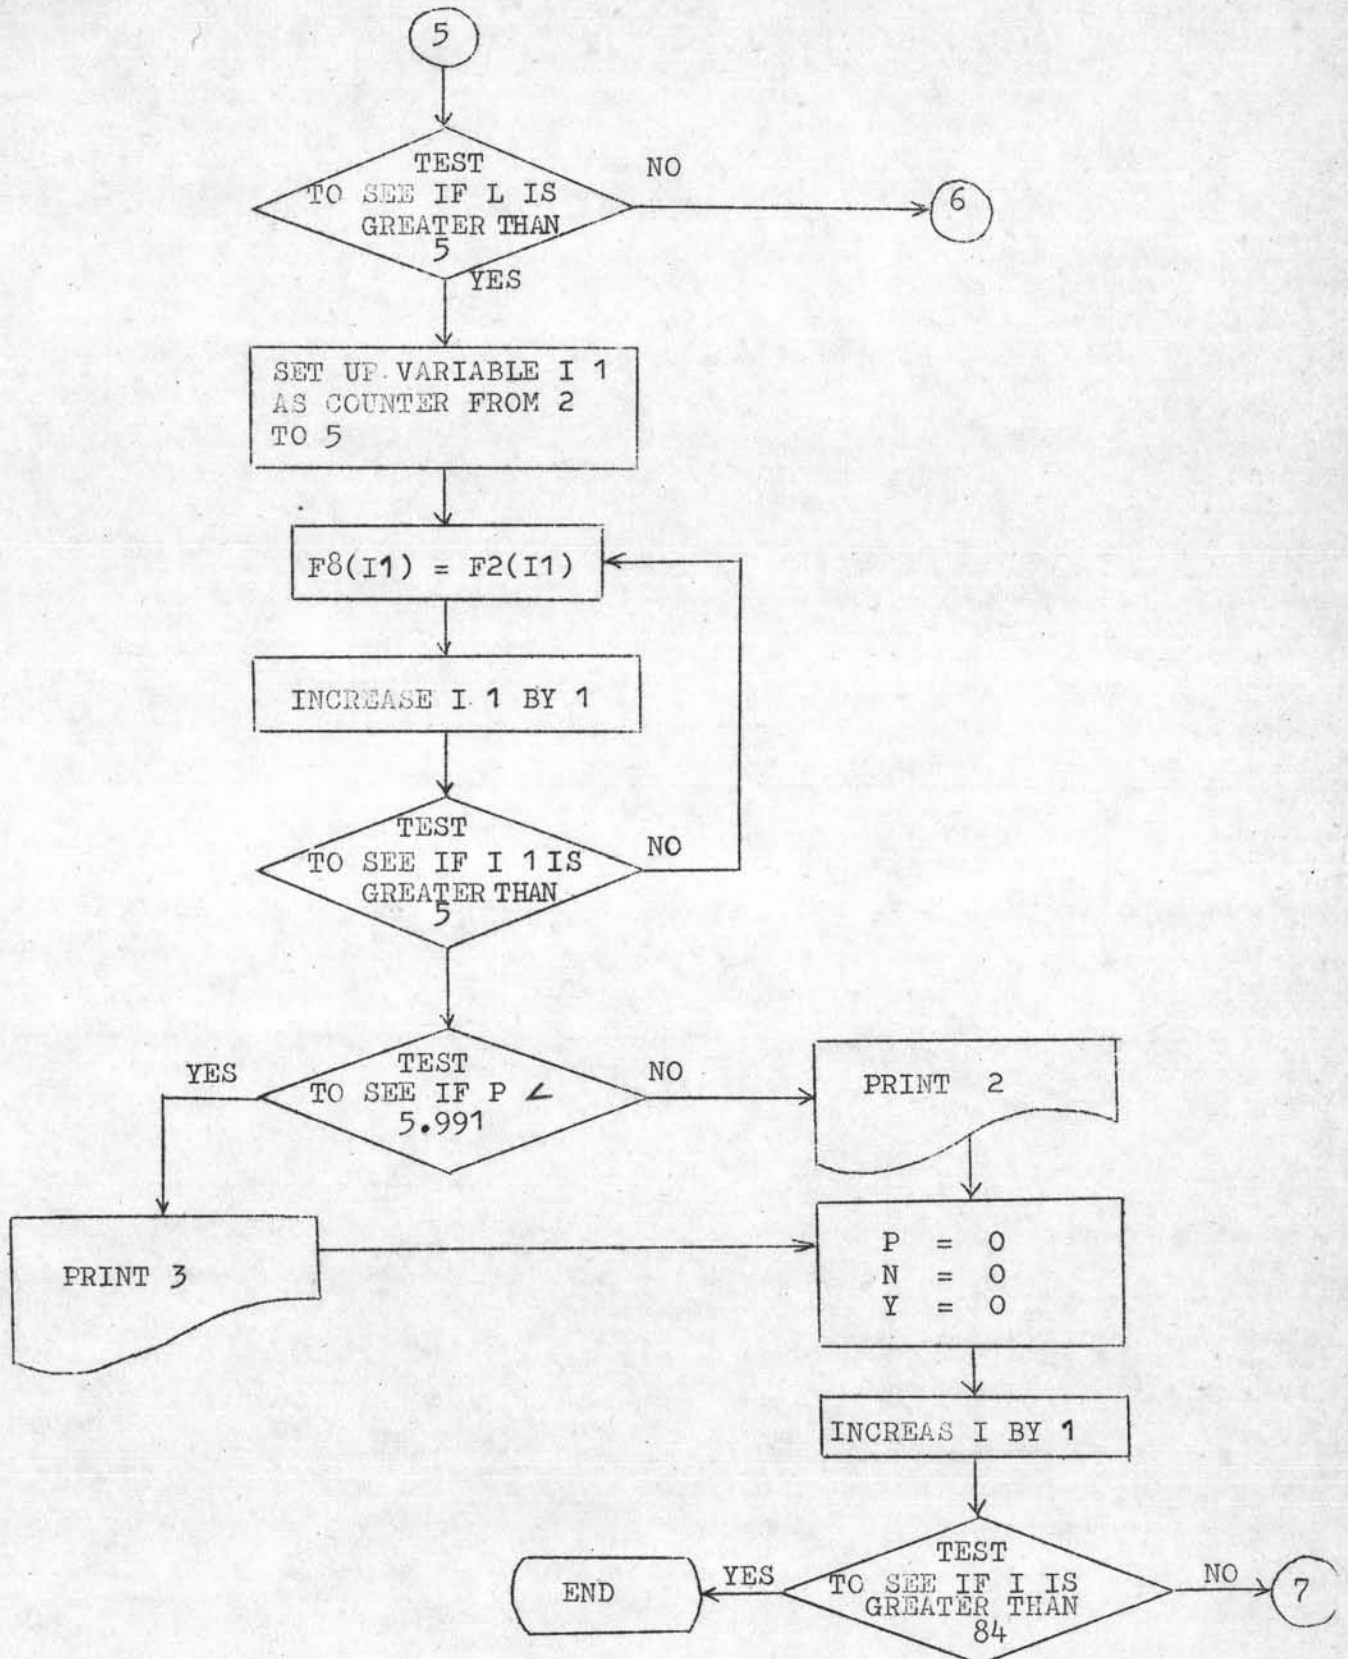 5
TEST
TO SEE IF L IS
GREATER THAN
5
NO
6
YES
SET UP VARIABLE I 1
AS COUNTER FROM 2
TO 5
F8(I1) = F2(I1)
INCREASE I 1 BY 1
TEST
TO SEE IF I 1 IS
GREATER THAN
5
NO
YES
TEST
TO SEE IF P <
5.991
NO
PRINT 2
PRINT 3
P = 0
N = 0
Y = 0
INCREAS I BY 1
TEST
TO SEE IF I IS
GREATER THAN
84
YES
END
NO
7